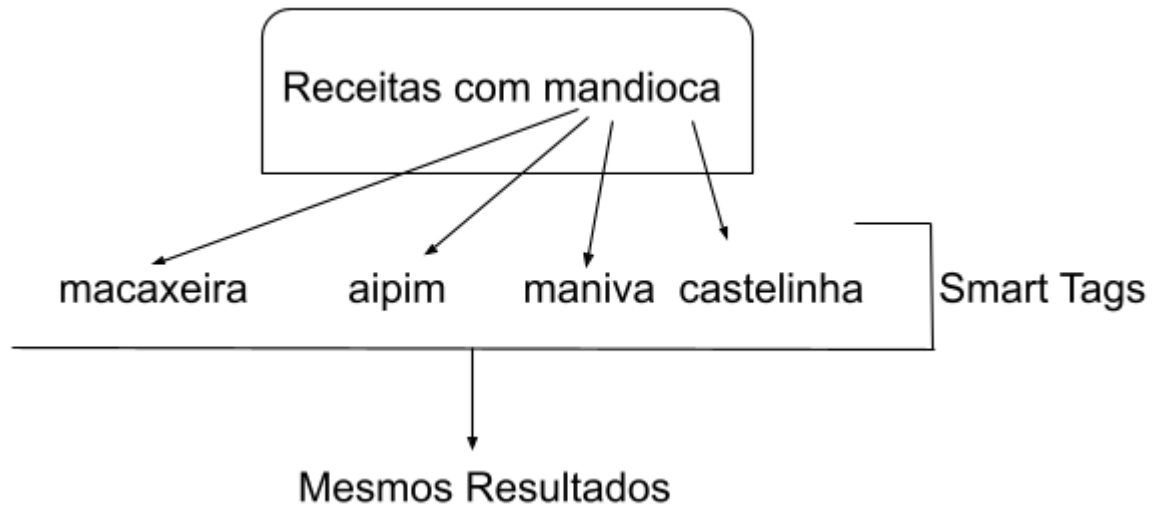 Receitas com mandioca
macaxeira aipim maniva castelinha Smart Tags
Mesmos Resultados